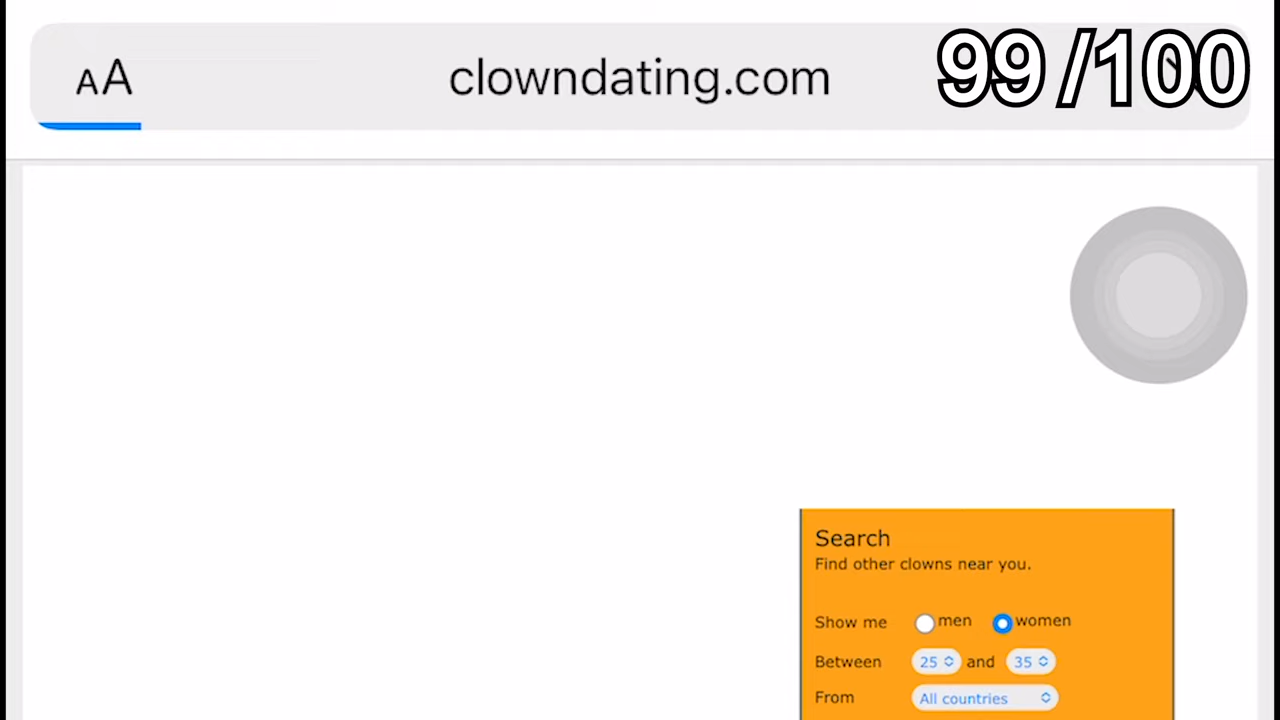 AA clowndating.com 99/100
Search
Find other clowns near you.
Show me men women
Between 25 and 35
From All countries